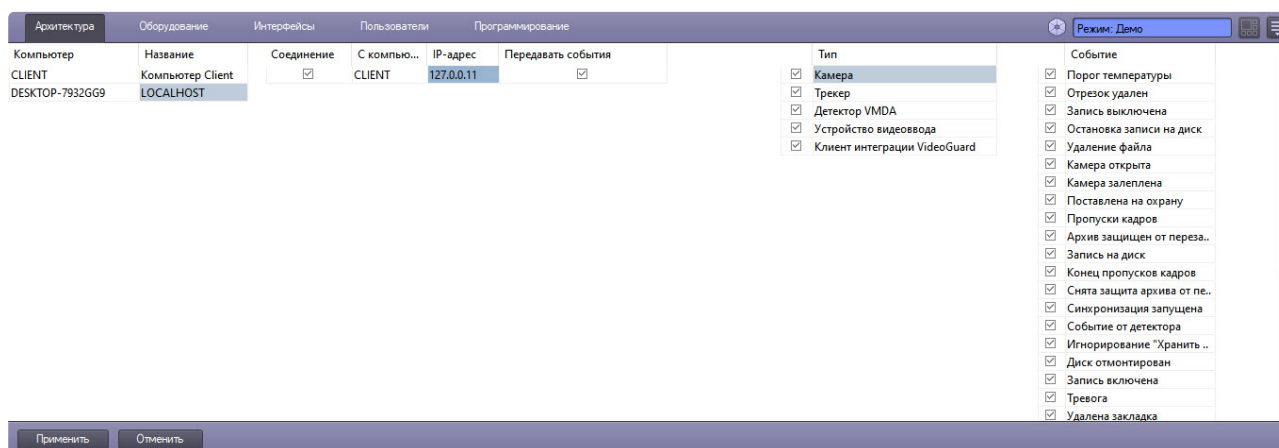 Архитектура Оборудование Интерфейсы Пользователи Программирование Режим: Демо
Компьютер Название Соединение С компью... IP-адрес Передавать события Тип Событие
CLIENT Компьютер Client CLIENT 127.0.0.11 Камера Порог температуры
DESKTOP-7932GG9 LOCALHOST Трекер Отрезок удален
Детектор VMDA Запись выключена
Устройство видеоввода Остановка записи на диск
Клиент интеграции VideoGuard Удаление файла
Камера открыта
Камера залеплена
Поставлена на охрану
Пропуски кадров
Архив защищен от переза..
Запись на диск
Конец пропусков кадров
Снята защита архива от пе..
Синхронизация запущена
Событие от детектора
Игнорирование "Хранить ..
Диск отмонтирован
Запись включена
Тревога
Удалена закладка
Применить Отменить